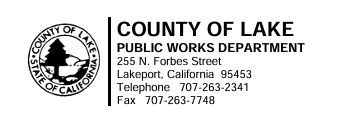 COUNTY OF LAKE
STATE OF CALIFORNIA
COUNTY OF LAKE
PUBLIC WORKS DEPARTMENT
255 N. Forbes Street
Lakeport, California 95453
Telephone 707-263-2341
Fax 707-263-7748